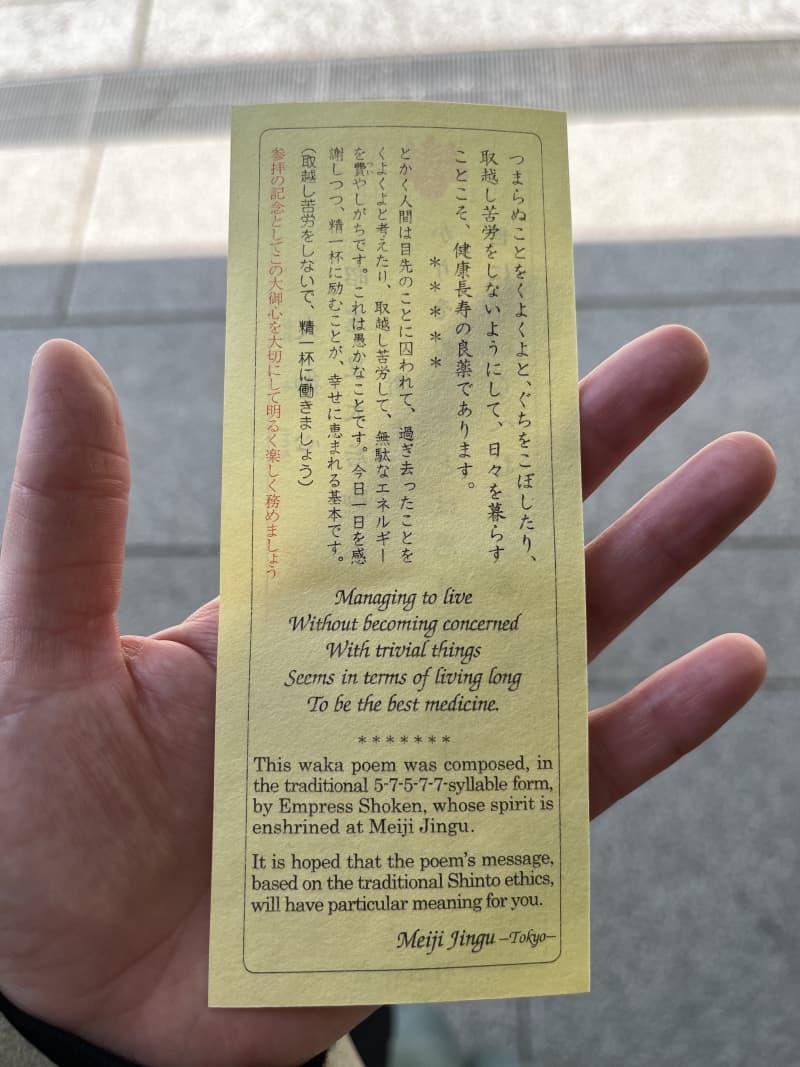 つまらぬことをくよくよと、ぐちをこぼしたり、
取越し苦労をしないようにして、日々を暮らす
ことこそ、健康長寿の良薬であります。
＊＊＊＊＊
とかく人間は目先のことに囚われて、過ぎ去ったことを
くよくよと考えたり、取越し苦労して、無駄なエネルギー
を費やしがちです。これは愚かなことです。今日一日を感
謝しつつ、精一杯に励むことが、幸せに恵まれる基本です。
（取越し苦労をしないで、精一杯に働きましょう）
参拝の記念としてこの大御心を大切にして明るく楽しく務めましょう
Managing to live
Without becoming concerned
With trivial things
Seems in terms of living long
To be the best medicine.
*******
This waka poem was composed, in
the traditional 5-7-5-7-7-syllable form,
by Empress Shoken, whose spirit is
enshrined at Meiji Jingu.
It is hoped that the poem's message,
based on the traditional Shinto ethics,
will have particular meaning for you.
Meiji Jingu –Tokyo–